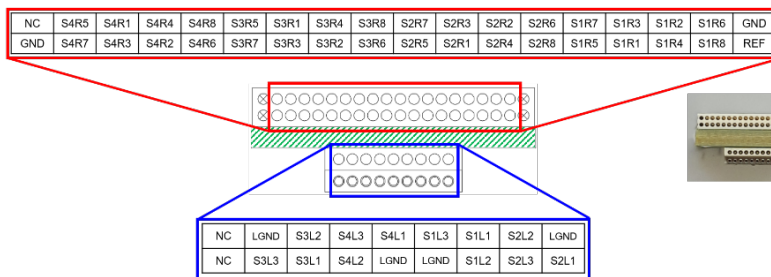 NC S4R5 S4R1 S4R4 S4R8 S3R5 S3R1 S3R4 S3R8 S2R7 S2R3 S2R2 S2R6 S1R7 S1R3 S1R2 S1R6 GND
GND S4R7 S4R3 S4R2 S4R6 S3R7 S3R3 S3R2 S3R6 S2R5 S2R1 S2R4 S2R8 S1R5 S1R1 S1R4 S1R8 REF
NC LGND S3L2 S4L3 S4L1 S1L3 S1L1 S2L2 LGND
NC S3L3 S3L1 S4L2 LGND LGND S1L2 S2L3 S2L1